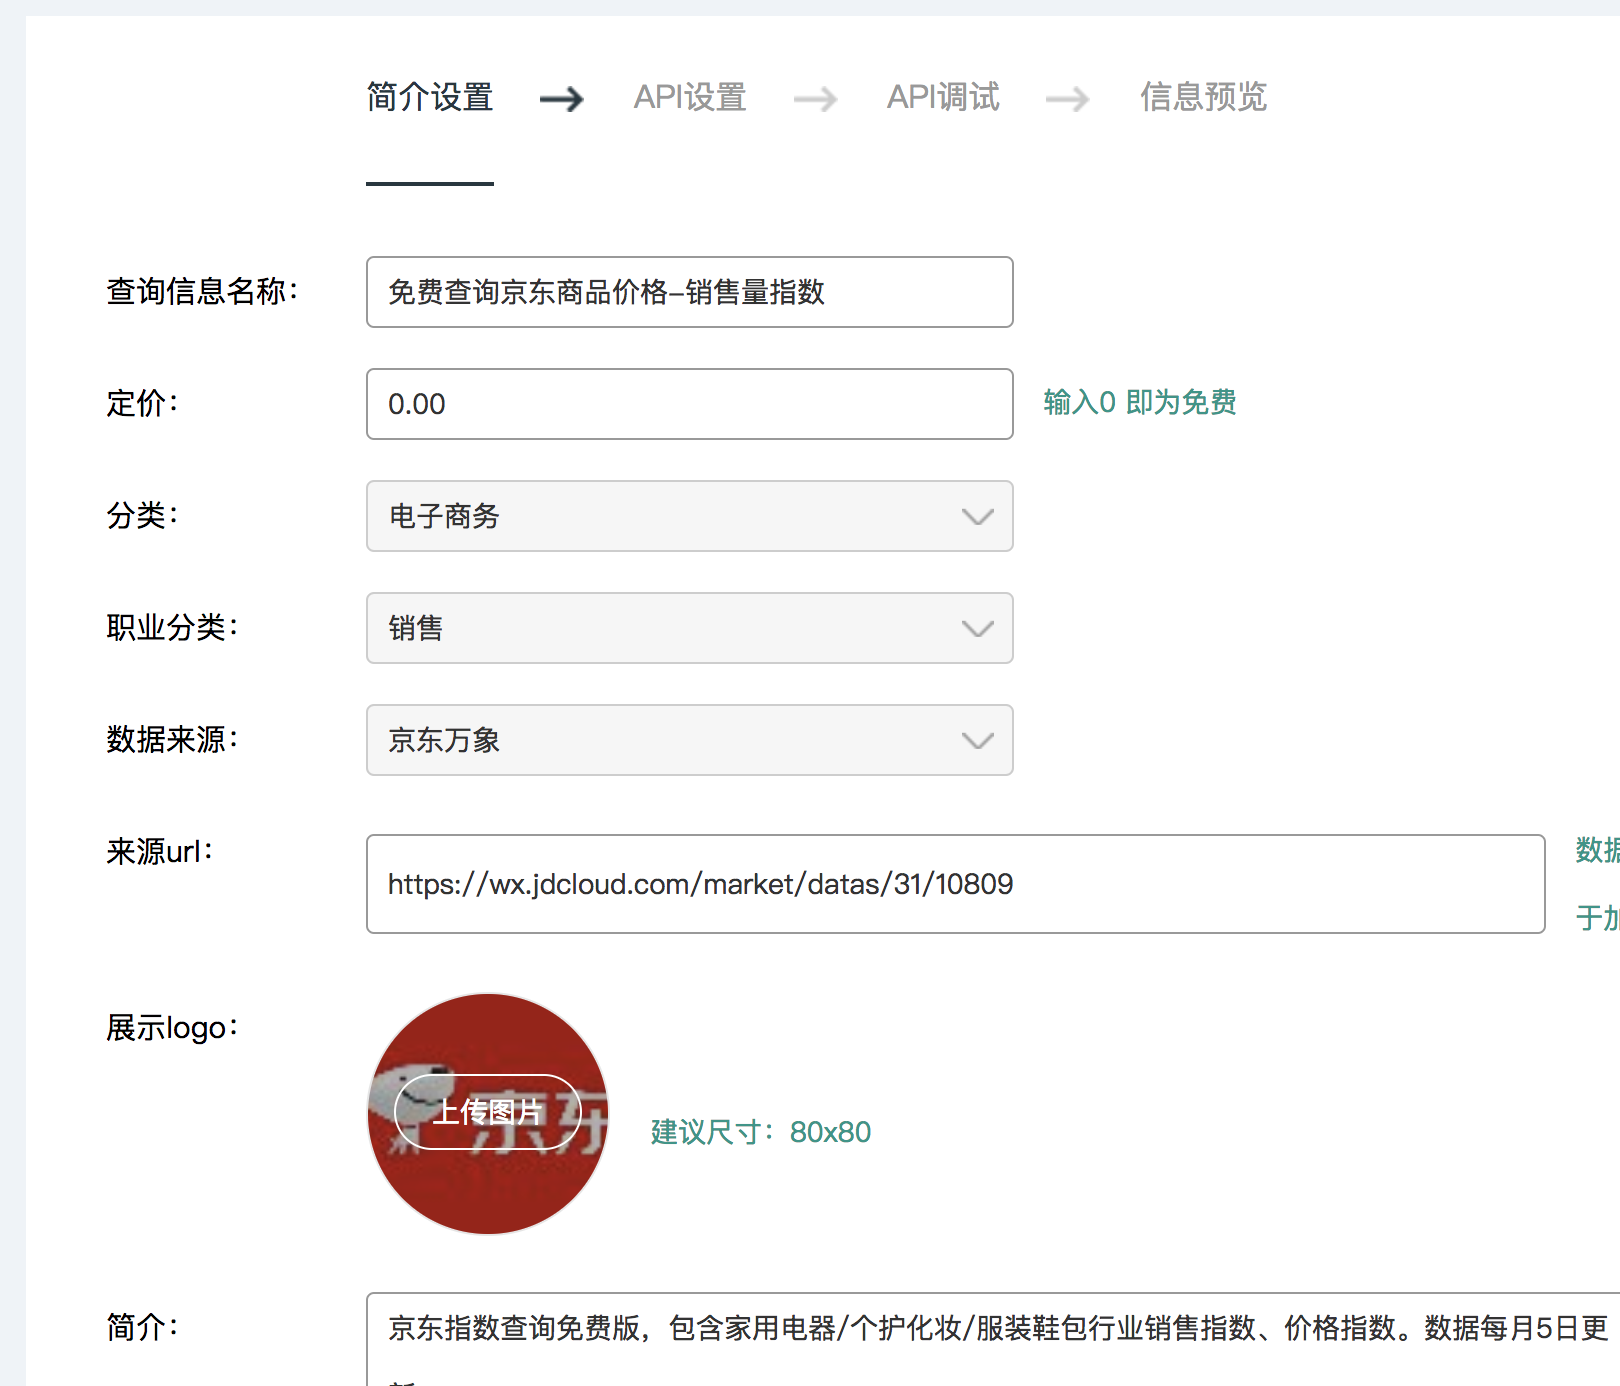 简介设置 → API设置 → API调试 → 信息预览
查询信息名称： 免费查询京东商品价格-销售量指数
定价： 0.00 输入0 即为免费
分类： 电子商务
职业分类： 销售
数据来源： 京东万象
来源url： https://wx.jdcloud.com/market/datas/31/10809 数据
于加
展示logo： 京东 上传图片 建议尺寸：80x80
简介： 京东指数查询免费版，包含家用电器/个护化妆/服装鞋包行业销售指数、价格指数。数据每月5日更